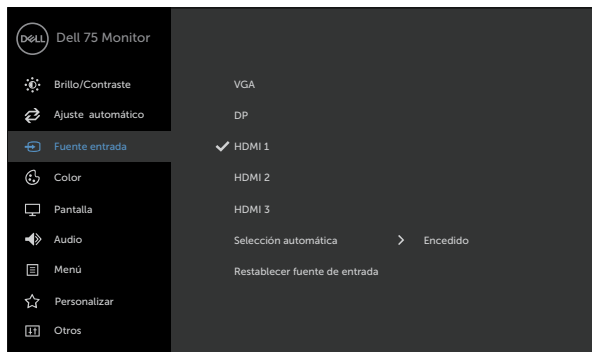 DELL Dell 75 Monitor
Brillo/Contraste
VGA
Ajuste automático
DP
Fuente entrada
HDMI 1
Color
HDMI 2
Pantalla
HDMI 3
Audio
Selección automática > Encedido
Menú
Restablecer fuente de entrada
Personalizar
Otros